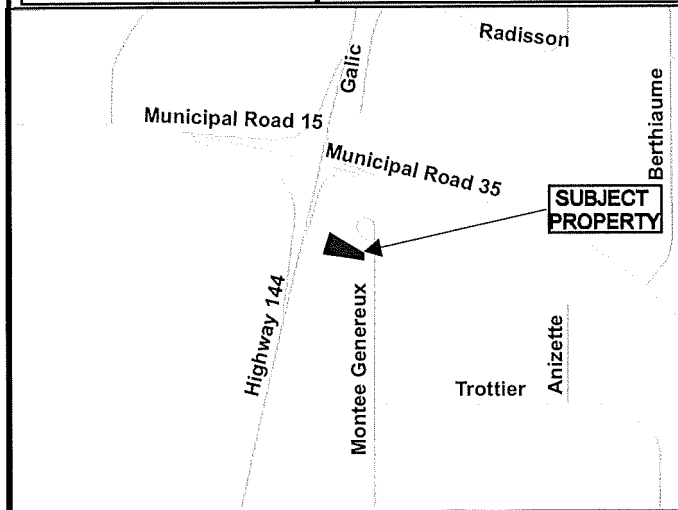 Radisson
Galic
Berthiaume
Municipal Road 15
Municipal Road 35
SUBJECT
PROPERTY
Highway 144
Montee Genereux
Anizette
Trottier